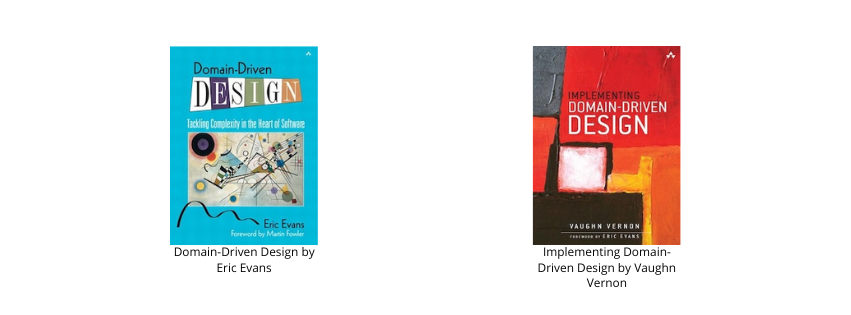 Domain-Driven
DESIGN
Tackling Complexity in the Heart of Software
Eric Evans
Foreword by Martin Fowler
Domain-Driven Design by
Eric Evans
IMPLEMENTING
DOMAIN-DRIVEN
DESIGN
VAUGHN VERNON
FOREWORD BY ERIC EVANS
Implementing Domain-
Driven Design by Vaughn
Vernon